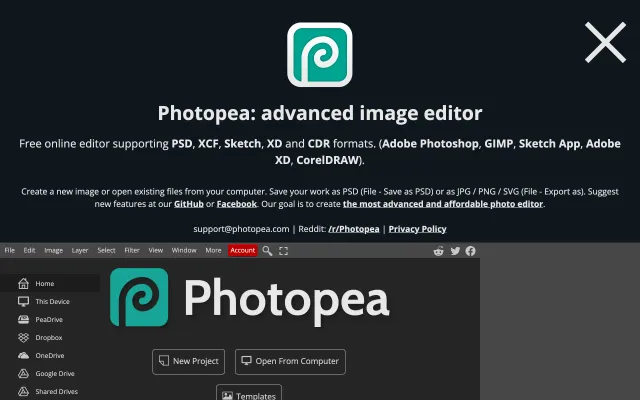 Photopea: advanced image editor
Free online editor supporting PSD, XCF, Sketch, XD and CDR formats. (Adobe Photoshop, GIMP, Sketch App, Adobe
XD, CorelDRAW).
Create a new image or open existing files from your computer. Save your work as PSD (File - Save as PSD) or as JPG / PNG / SVG (File - Export as). Suggest
new features at our GitHub or Facebook. Our goal is to create the most advanced and affordable photo editor.
support@photopea.com | Reddit: /r/Photopea | Privacy Policy
File Edit Image Layer Select Filter View Window More Account
Home
This Device
PeaDrive
Dropbox
OneDrive
Google Drive
Shared Drives
Photopea
New Project Open From Computer
Templates